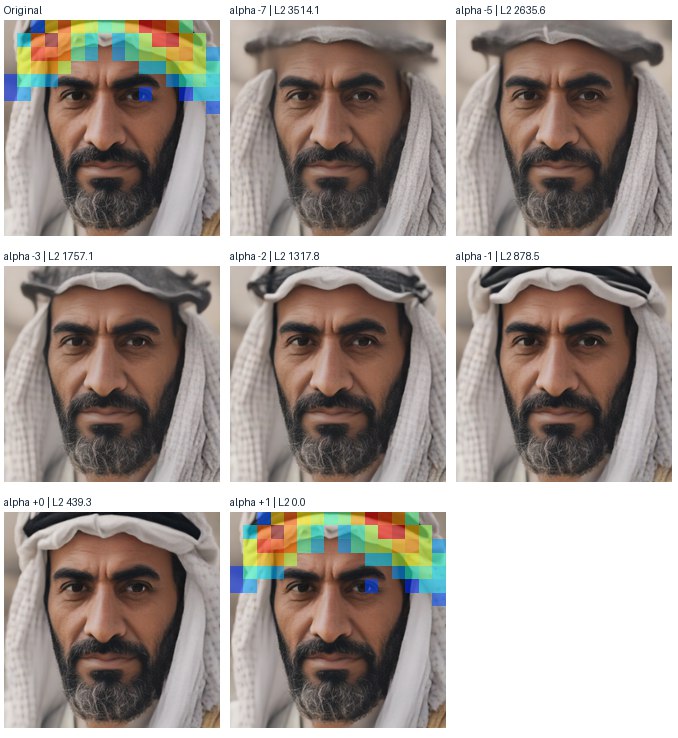 Original
alpha -7 | L2 3514.1
alpha -5 | L2 2635.6
alpha -3 | L2 1757.1
alpha -2 | L2 1317.8
alpha -1 | L2 878.5
alpha +0 | L2 439.3
alpha +1 | L2 0.0